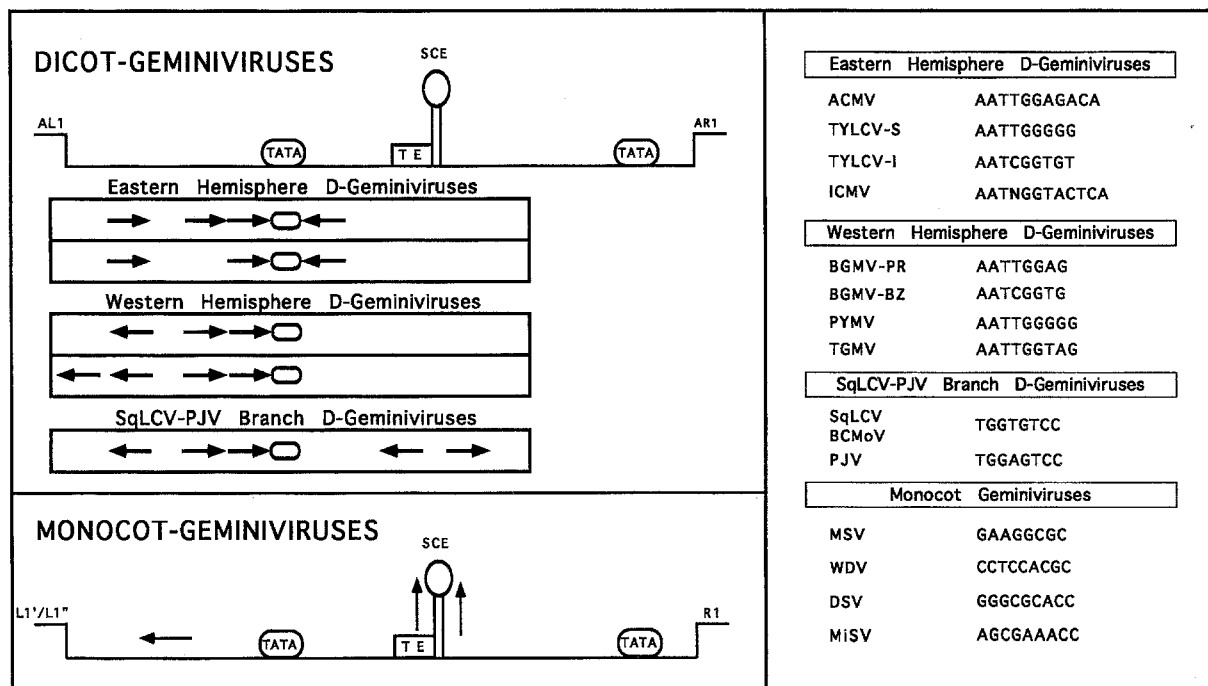 DICOT-GEMINIVIRUSES
SCE
AL1
TATA
T E
TATA
AR1
Eastern Hemisphere D-Geminiviruses
Western Hemisphere D-Geminiviruses
SqLCV-PJV Branch D-Geminiviruses
MONOCOT-GEMINIVIRUSES
SCE
L1'/L1"
TATA
T E
TATA
R1
Eastern Hemisphere D-Geminiviruses
ACMV AATTGGAGACA
TYLCV-S AATTGGGGG
TYLCV-I AATCGGTGT
ICMV AATNGGTACTCA
Western Hemisphere D-Geminiviruses
BGMV-PR AATTGGAG
BGMV-BZ AATCGGTG
PYMV AATTGGGGG
TGMV AATTGGTAG
SqLCV-PJV Branch D-Geminiviruses
SqLCV
BCMoV TGGTGTCC
PJV TGGAGTCC
Monocot Geminiviruses
MSV GAAGGCGC
WDV CCTCCACGC
DSV GGGCGCACC
MiSV AGCGAAACC